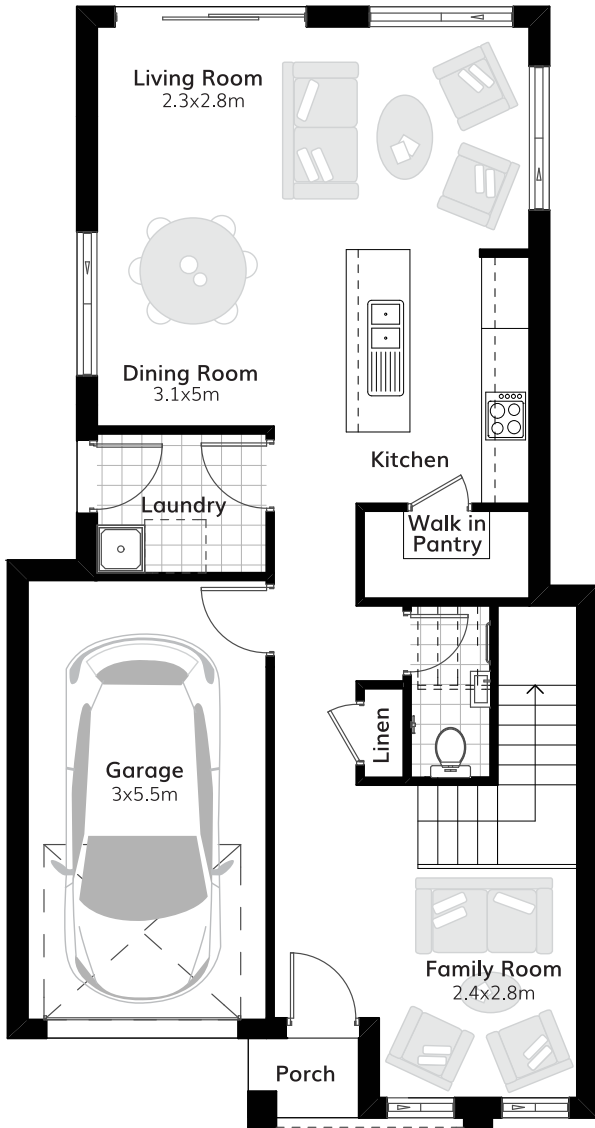 Living Room
2.3x2.8m
Dining Room
3.1x5m
Kitchen
Laundry
Walk in
Pantry
Linen
Garage
3x5.5m
Family Room
2.4x2.8m
Porch